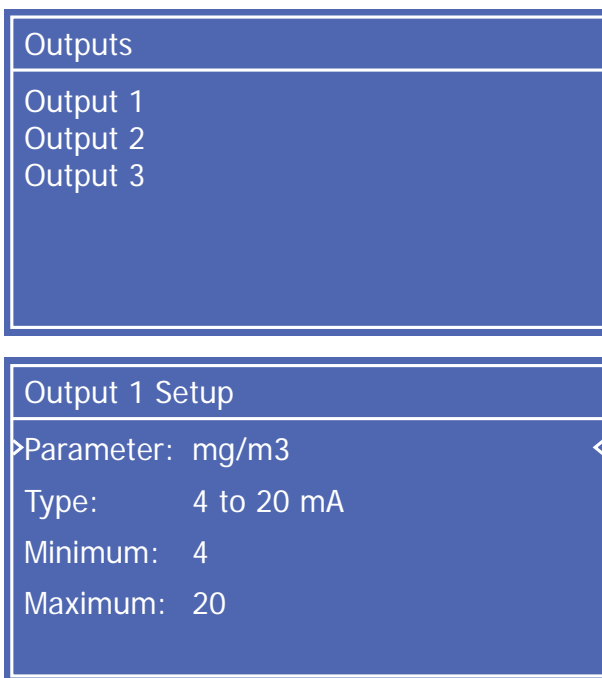 Outputs
Output 1
Output 2
Output 3
Output 1 Setup
>Parameter: mg/m3 <
Type: 4 to 20 mA
Minimum: 4
Maximum: 20